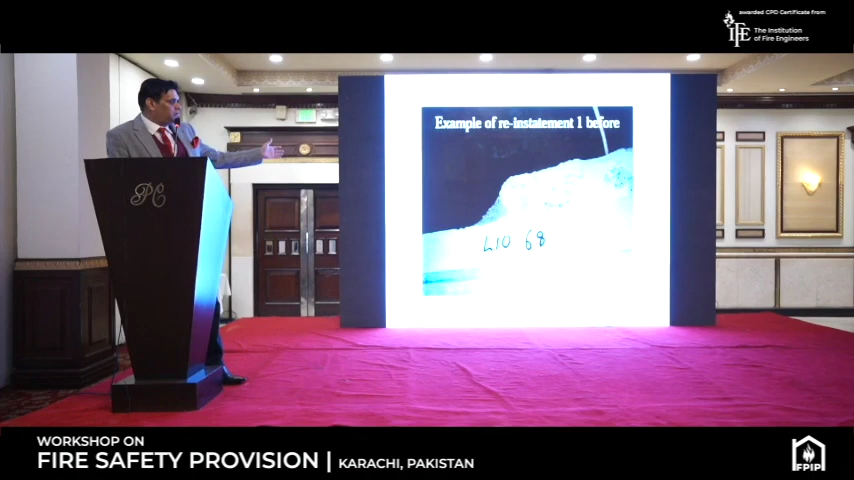 awarded CPD Certificate from
IFE
The Institution
of Fire Engineers
PC
Example of re-instatement 1 before
L10 68
WORKSHOP ON
FIRE SAFETY PROVISION | KARACHI, PAKISTAN
FPIP